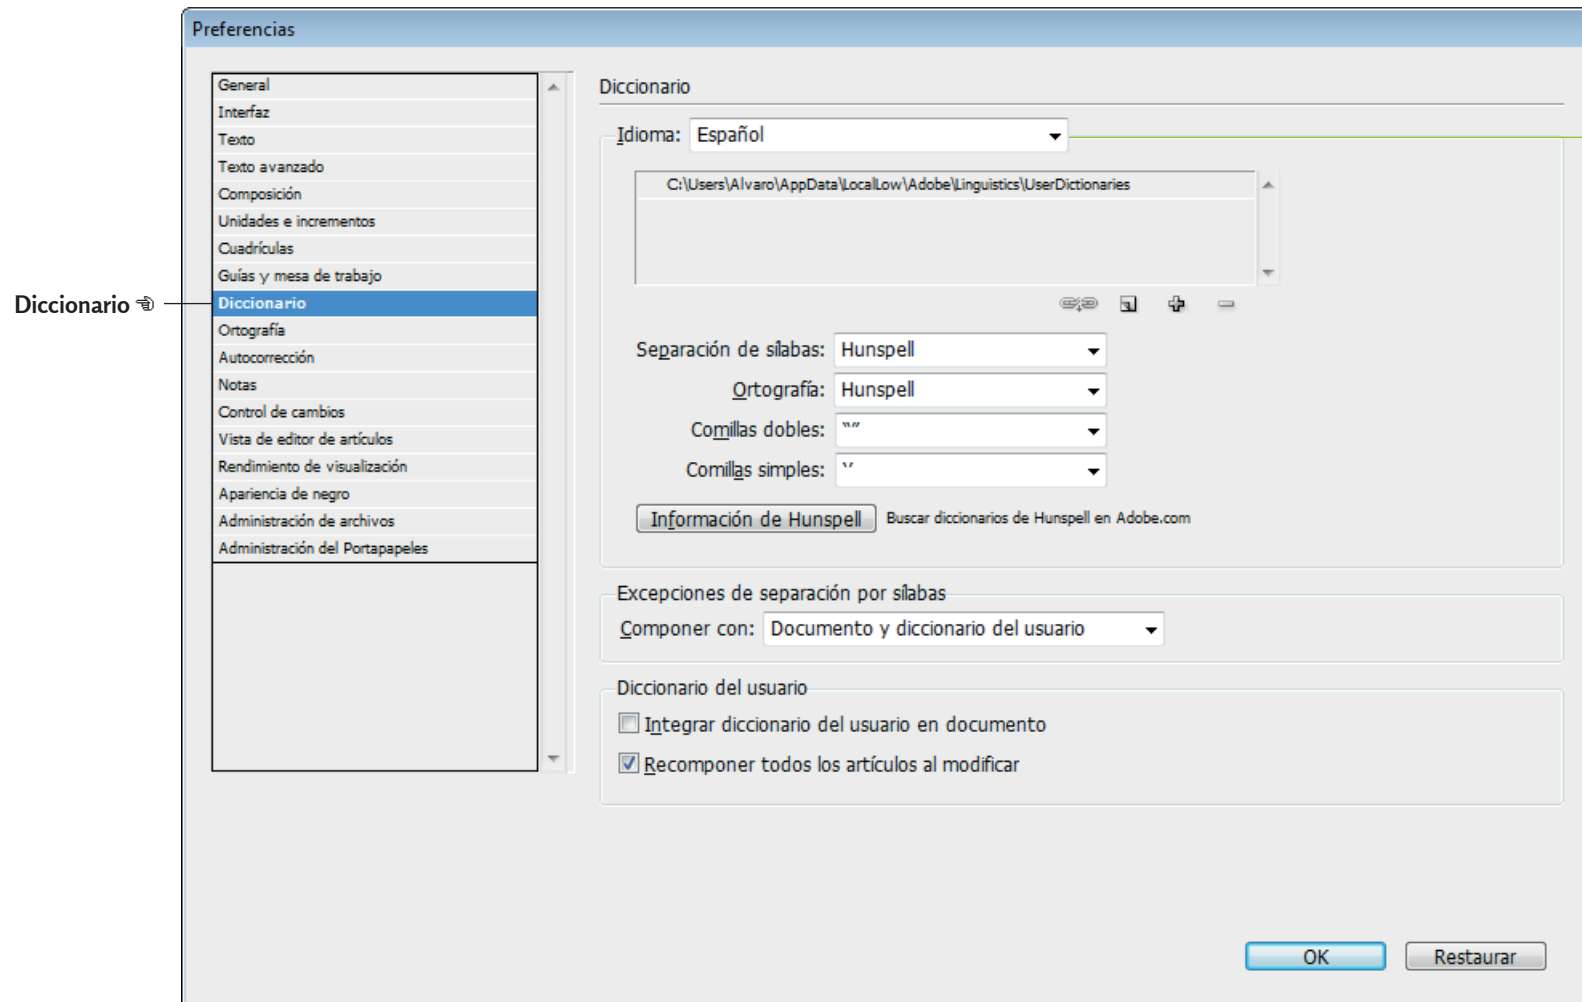 Preferencias
General
Interfaz
Texto
Texto avanzado
Composición
Unidades e incrementos
Cuadrículas
Guías y mesa de trabajo
Diccionario
Diccionario
Ortografía
Autocorrección
Notas
Control de cambios
Vista de editor de artículos
Rendimiento de visualización
Apariencia de negro
Administración de archivos
Administración del Portapapeles
Diccionario
Idioma: Español
C:\Users\Alvaro\AppData\LocalLow\Adobe\Linguistics\UserDictionaries
Separación de sílabas: Hunspell
Ortografía: Hunspell
Comillas dobles: “”
Comillas simples: ‘’
Información de Hunspell Buscar diccionarios de Hunspell en Adobe.com
Excepciones de separación por sílabas
Componer con: Documento y diccionario del usuario
Diccionario del usuario
Integrar diccionario del usuario en documento
Recomponer todos los artículos al modificar
OK Restaurar